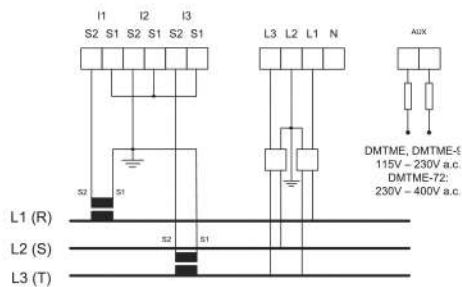 I1 I2 I3
S2 S1 S2 S1 S2 S1
L3 L2 L1 N
AUX
DMTME, DMTME-9
115V – 230V a.c.
DMTME-72:
230V – 400V a.c.
S2 S1
L1 (R)
S2 S1
L2 (S)
L3 (T)